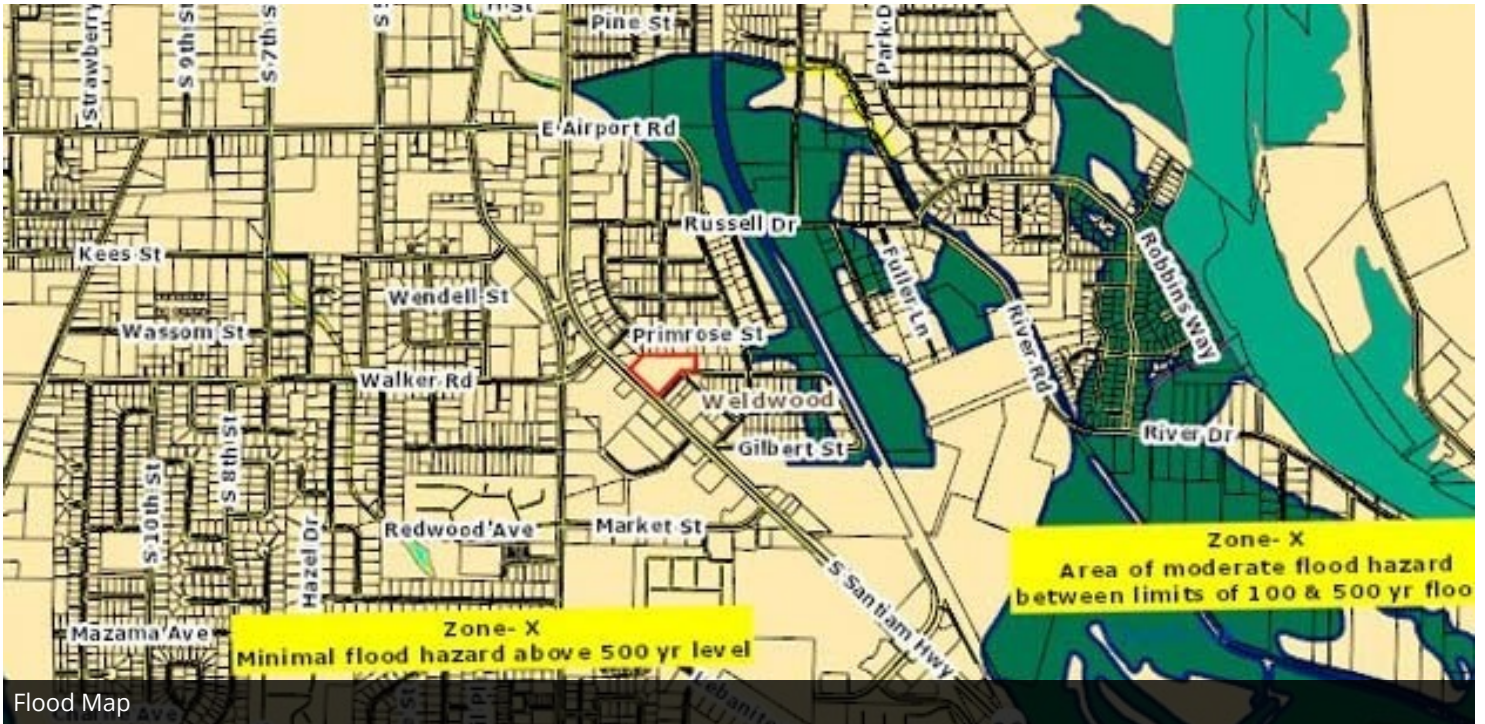 Pine St
Park D
Strawberry
S 9th St
S 7th S
E Airport Rd
Russell Dr
Kees St
Wendell St
Fuller Ln
Robbins Way
Wassom St
Primrose St
River Rd
Walker Rd
Weldwood
River Dr
Gilbert St
S 8th St
S 10th St
Hazel Dr
Redwood Ave
Market St
S Santiam Hwy
Zone- X
Area of moderate flood hazard
between limits of 100 & 500 yr floo
Mazama Ave
Zone- X
Minimal flood hazard above 500 yr level
Flood Map